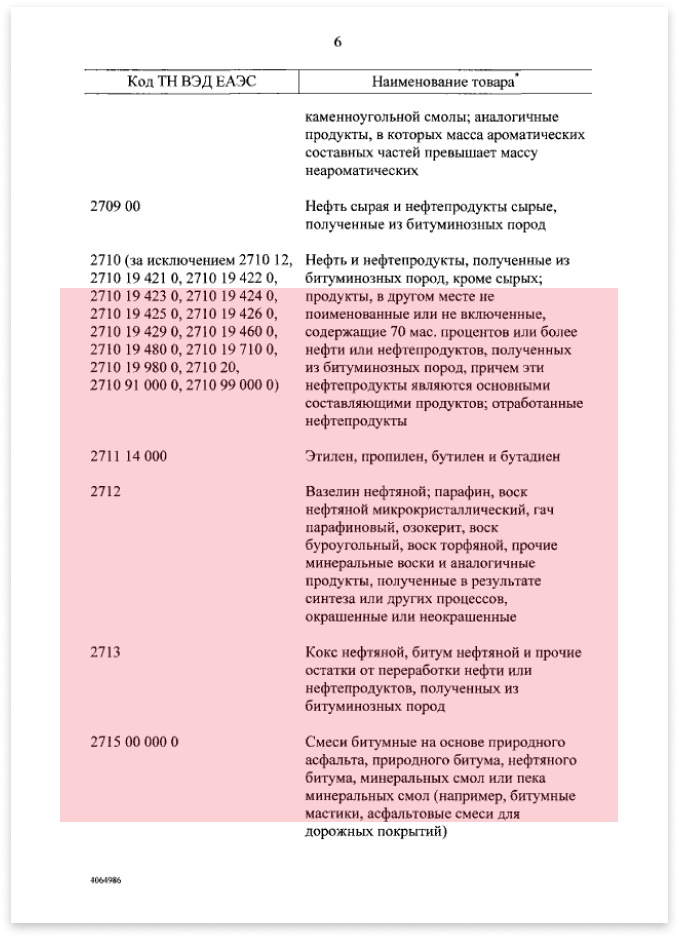 6
Код ТН ВЭД ЕАЭС Наименование товара*
каменноугольной смолы; аналогичные
продукты, в которых масса ароматических
составных частей превышает массу
неароматических
2709 00 Нефть сырая и нефтепродукты сырые,
полученные из битуминозных пород
2710 (за исключением 2710 12, Нефть и нефтепродукты, полученные из
2710 19 421 0, 2710 19 422 0, битуминозных пород, кроме сырых;
2710 19 423 0, 2710 19 424 0, продукты, в другом месте не
2710 19 425 0, 2710 19 426 0, поименованные или не включенные,
2710 19 429 0, 2710 19 460 0, содержащие 70 мас. процентов или более
2710 19 480 0, 2710 19 710 0, нефти или нефтепродуктов, полученных
2710 19 980 0, 2710 20, из битуминозных пород, причем эти
2710 91 000 0, 2710 99 000 0) нефтепродукты являются основными
составляющими продуктов; отработанные
нефтепродукты
2711 14 000 Этилен, пропилен, бутилен и бутадиен
2712 Вазелин нефтяной; парафин, воск
нефтяной микрокристаллический, гач
парафиновый, озокерит, воск
буроугольный, воск торфяной, прочие
минеральные воски и аналогичные
продукты, полученные в результате
синтеза или других процессов,
окрашенные или неокрашенные
2713 Кокс нефтяной, битум нефтяной и прочие
остатки от переработки нефти или
нефтепродуктов, полученных из
битуминозных пород
2715 00 000 0 Смеси битумные на основе природного
асфальта, природного битума, нефтяного
битума, минеральных смол или пека
минеральных смол (например, битумные
мастики, асфальтовые смеси для
дорожных покрытий)
4064986